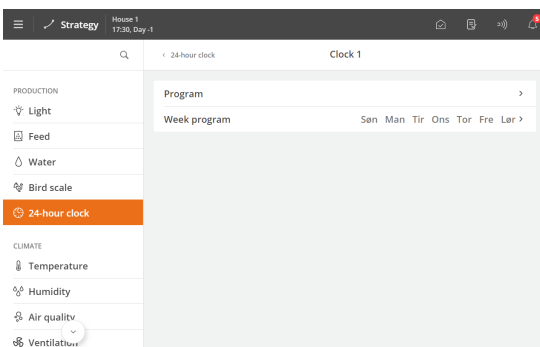 Strategy
House 1
17:30, Day -1
5
24-hour clock
Clock 1
PRODUCTION
Light
Feed
Water
Bird scale
24-hour clock
CLIMATE
Temperature
Humidity
Air quality
Ventilation
Program
Week program Søn Man Tir Ons Tor Fre Lør